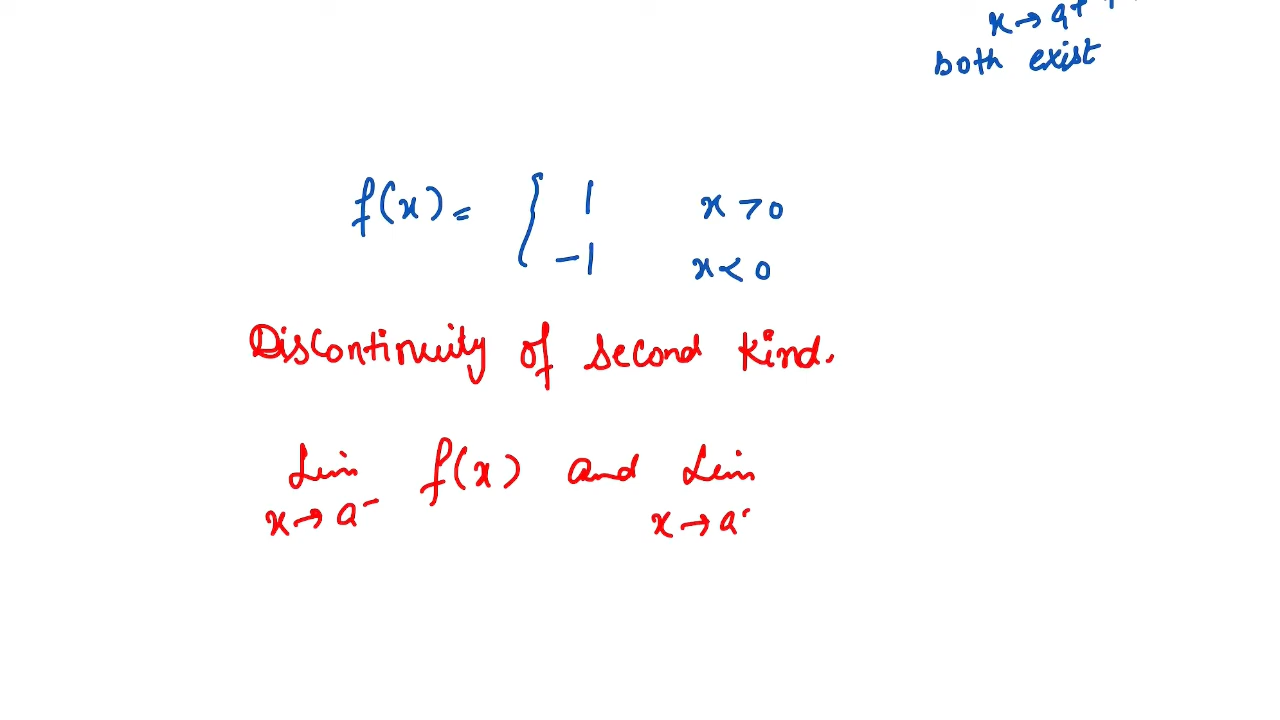 x → a+
both exist
f(x) = { 1 x > 0
-1 x < 0
Discontinuity of second kind.
Lim f(x) and Lim
x → a⁻ x → a